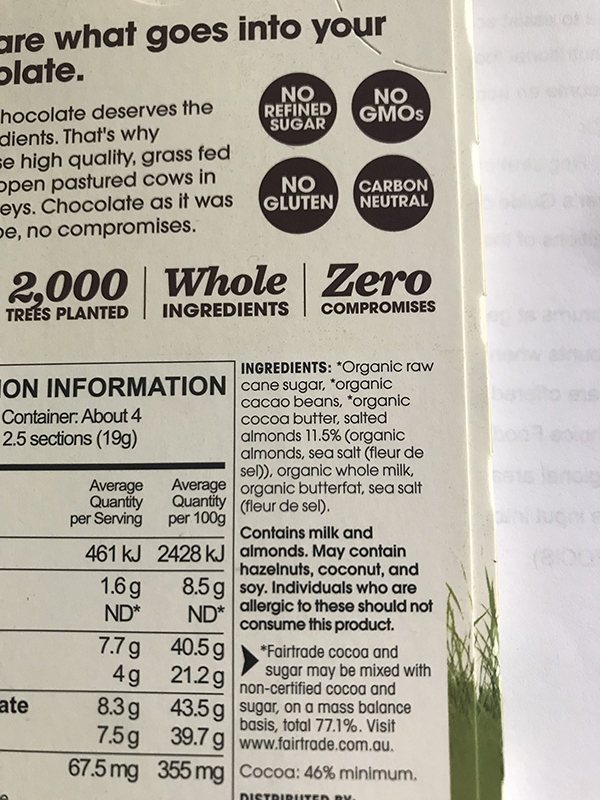 are what goes into your
olate.
hocolate deserves the
dients. That's why
se high quality, grass fed
open pastured cows in
eys. Chocolate as it was
be, no compromises.
NO
REFINED
SUGAR
NO
GMOs
NO
GLUTEN
CARBON
NEUTRAL
2,000
TREES PLANTED
Whole
INGREDIENTS
Zero
COMPROMISES
ION INFORMATION
Container: About 4
2.5 sections (19g)
Average Average
Quantity Quantity
per Serving per 100g
461 kJ 2428 kJ
1.6 g 8.5 g
ND* ND*
7.7 g 40.5 g
4 g 21.2 g
ate 8.3 g 43.5 g
7.5 g 39.7 g
67.5 mg 355 mg
INGREDIENTS: *Organic raw
cane sugar, *organic
cacao beans, *organic
cocoa butter, salted
almonds 11.5% (organic
almonds, sea salt (fleur de
sel)), organic whole milk,
organic butterfat, sea salt
(fleur de sel).
Contains milk and
almonds. May contain
hazelnuts, coconut, and
soy. Individuals who are
allergic to these should not
consume this product.
*Fairtrade cocoa and
sugar may be mixed with
non-certified cocoa and
sugar, on a mass balance
basis, total 77.1%. Visit
www.fairtrade.com.au.
Cocoa: 46% minimum.
DISTRIBUTED BY: